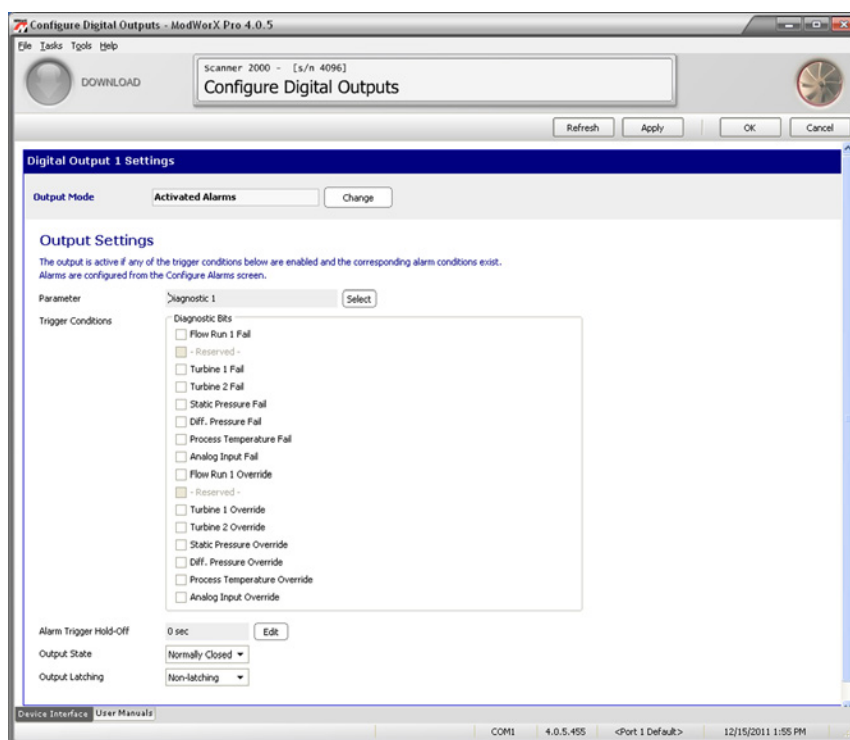 Configure Digital Outputs - ModWorX Pro 4.0.5
File Tasks Tools Help
DOWNLOAD
Scanner 2000 - [s/n 4096]
Configure Digital Outputs
Refresh Apply OK Cancel
Digital Output 1 Settings
Output Mode Activated Alarms Change
Output Settings
The output is active if any of the trigger conditions below are enabled and the corresponding alarm conditions exist.
Alarms are configured from the Configure Alarms screen.
Parameter Diagnostic 1 Select
Trigger Conditions Diagnostic Bits
Flow Run 1 Fail
- Reserved -
Turbine 1 Fail
Turbine 2 Fail
Static Pressure Fail
Diff. Pressure Fail
Process Temperature Fail
Analog Input Fail
Flow Run 1 Override
- Reserved -
Turbine 1 Override
Turbine 2 Override
Static Pressure Override
Diff. Pressure Override
Process Temperature Override
Analog Input Override
Alarm Trigger Hold-Off 0 sec Edit
Output State Normally Closed
Output Latching Non-latching
Device Interface User Manuals
COM1 4.0.5.455 <Port 1 Default> 12/15/2011 1:55 PM